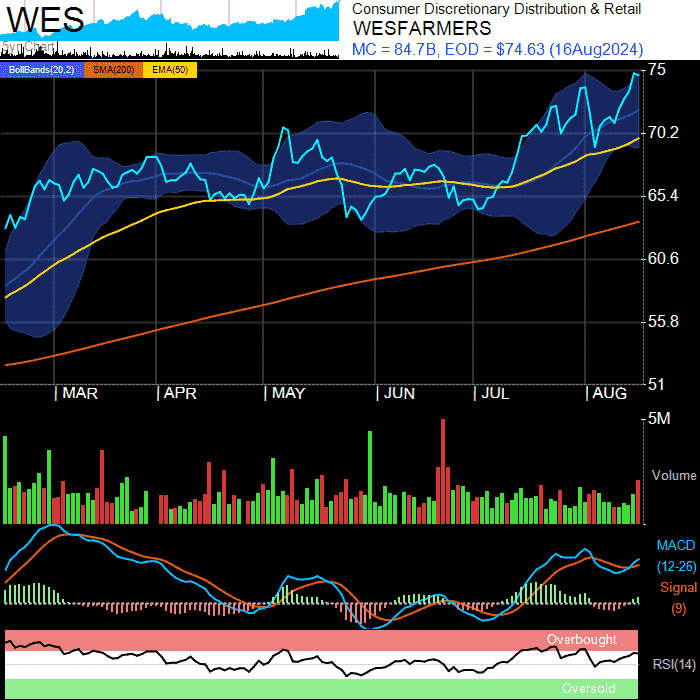 WES
5yr Chart
Consumer Discretionary Distribution & Retail
WESFARMERS
MC = 84.7B, EOD = $74.63 (16Aug2024)
BollBands(20,2) SMA(200) EMA(50)
75
70.2
65.4
60.6
55.8
51
MAR APR MAY JUN JUL AUG
5M
Volume
MACD
(12-26)
Signal
(9)
Overbought
RSI(14)
Oversold